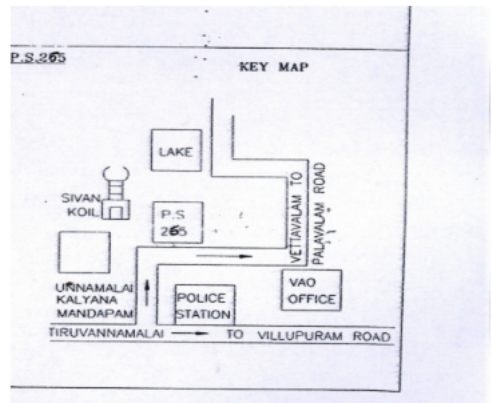 P.S.265
KEY MAP
LAKE
SIVAN
KOIL
P.S
265
VETTAVALAM TO
PALAVALAM ROAD
UNNAMALAI
KALYANA
MANDAPAM
POLICE
STATION
VAO
OFFICE
TIRUVANNAMALAI TO VILLUPURAM ROAD